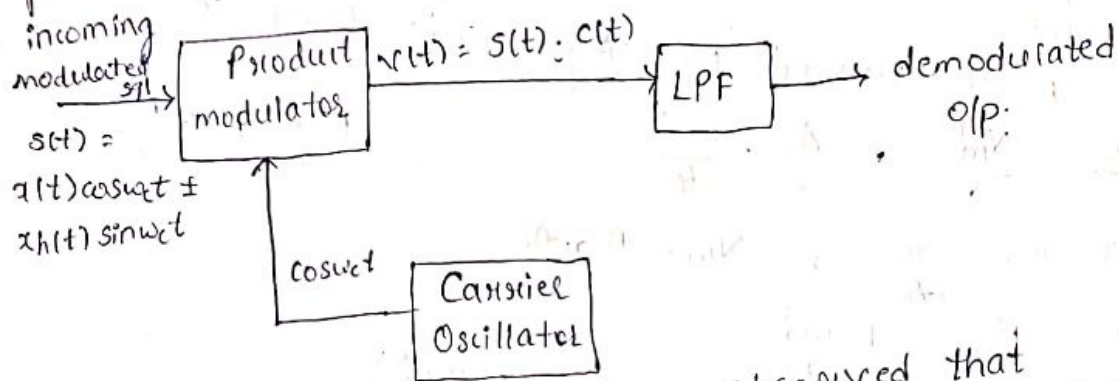 incoming
modulated
sgl.
s(t) =
x(t) cosωct ±
xh(t) sinωct
Product
modulator
v(t) = s(t) . c(t)
LPF
demodulated
o/p.
cosωct
Carrier
Oscillator
that